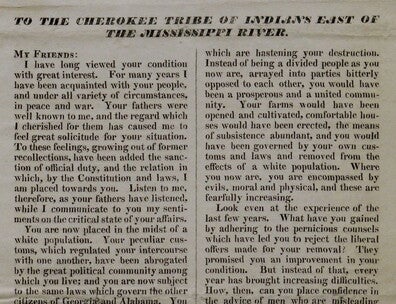 TO THE CHEROKEE TRIBE OF INDIANS EAST OF
THE MISSISSIPPI RIVER.
MY FRIENDS:
I have long viewed your condition
with great interest. For many years I
have been acquainted with your people,
and under all variety of circumstances,
in peace and war. Your fathers were
well known to me, and the regard which
I cherished for them has caused me to
feel great solicitude for your situation.
To these feelings, growing out of former
recollections, have been added the sanc-
tion of official duty, and the relation in
which, by the Constitution and laws, I
am placed towards you. Listen to me,
therefore, as your fathers have listened,
while I communicate to you my senti-
ments on the critical state of your affairs.
You are now placed in the midst of a
white population. Your peculiar cus-
toms, which regulated your intercourse
with one another, have been abrogated
by the great political community among
which you live; and you are now subject
to the same laws which govern the other
citizens of Georgia and Alabama. You
which are hastening your destruction.
Instead of being a divided people as you
now are, arrayed into parties bitterly
opposed to each other, you would have
been a prosperous and a united commu-
nity. Your farms would have been
opened and cultivated, comfortable hou-
ses would have been erected, the means
of subsistence abundant, and you would
have been governed by your own cus-
toms and laws and removed from the
effects of a white population. Where
you now are, you are encompassed by
evils, moral and physical, and these are
fearfully increasing.
Look even at the experience of the
last few years. What have you gained by
adhering to the pernicious counsels
which have led you to reject the liberal
offers made for your removal? They
promised you an improvement in your
condition. But instead of that, every
year has brought increasing difficulties.
How, then, can you place confidence in
the advice of men who are misleading